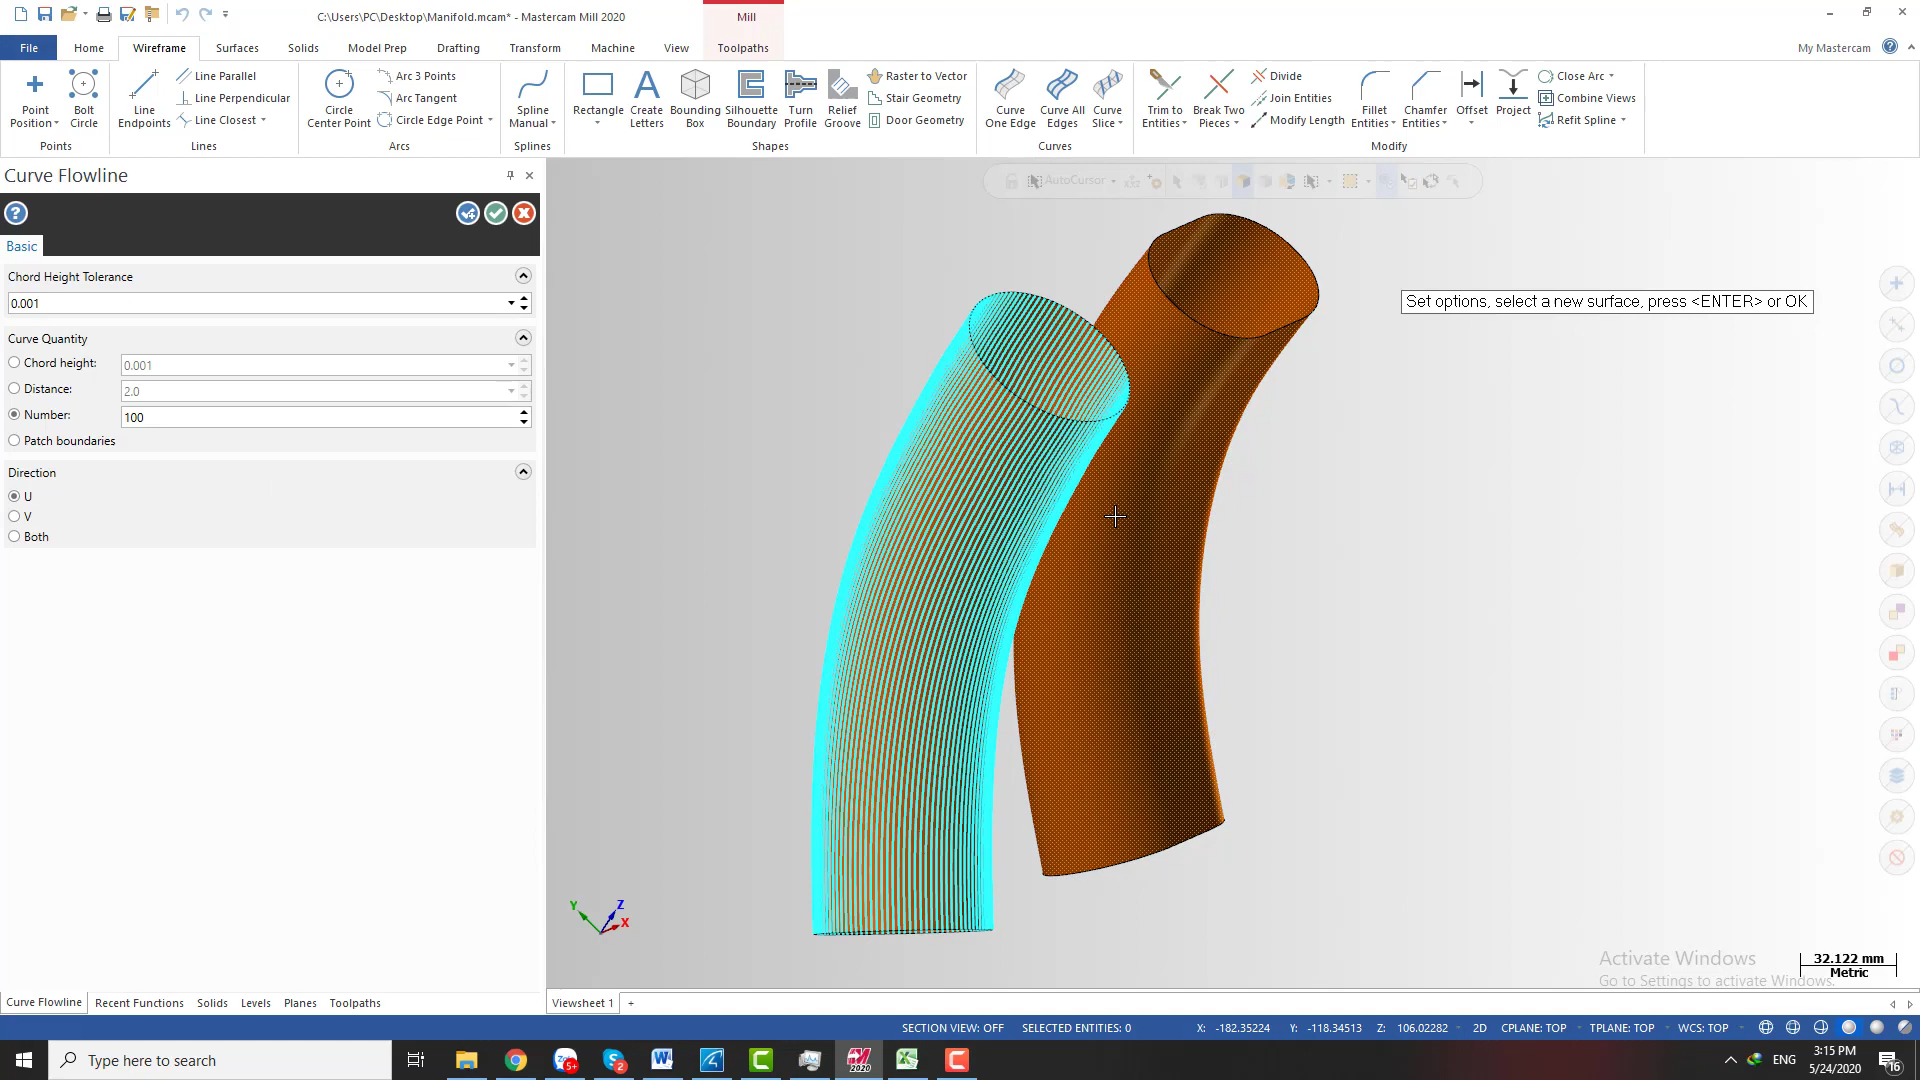 C:\Users\PC\Desktop\Manifold.mcam* - Mastercam Mill 2020
Mill
File
Home
Wireframe
Surfaces
Solids
Model Prep
Drafting
Transform
Machine
View
Toolpaths
My Mastercam
Point Position
Bolt Circle
Points
Line Endpoints
Line Parallel
Line Perpendicular
Line Closest
Lines
Circle Center Point
Arc 3 Points
Arc Tangent
Circle Edge Point
Arcs
Spline Manual
Splines
Rectangle
Create Letters
Bounding Box
Silhouette Boundary
Turn Profile
Relief Groove
Raster to Vector
Stair Geometry
Door Geometry
Shapes
Curve One Edge
Curve All Edges
Curve Slice
Curves
Trim to Entities
Break Two Pieces
Divide
Join Entities
Modify Length
Fillet Entities
Chamfer Entities
Offset
Project
Close Arc
Combine Views
Refit Spline
Modify
Curve Flowline
Basic
Chord Height Tolerance
0.001
Curve Quantity
Chord height:
0.001
Distance:
2.0
Number:
100
Patch boundaries
Direction
U
V
Both
AutoCursor
Set options, select a new surface, press <ENTER> or OK
Y
Z
X
Activate Windows
Go to Settings to activate Windows.
32.122 mm
Metric
Curve Flowline
Recent Functions
Solids
Levels
Planes
Toolpaths
Viewsheet 1
+
SECTION VIEW: OFF
SELECTED ENTITIES: 0
X: -182.35224
Y: -118.34513
Z: 106.02282
2D
CPLANE: TOP
TPLANE: TOP
WCS: TOP
Type here to search
5+
2
2020
ENG
3:15 PM
5/24/2020
16